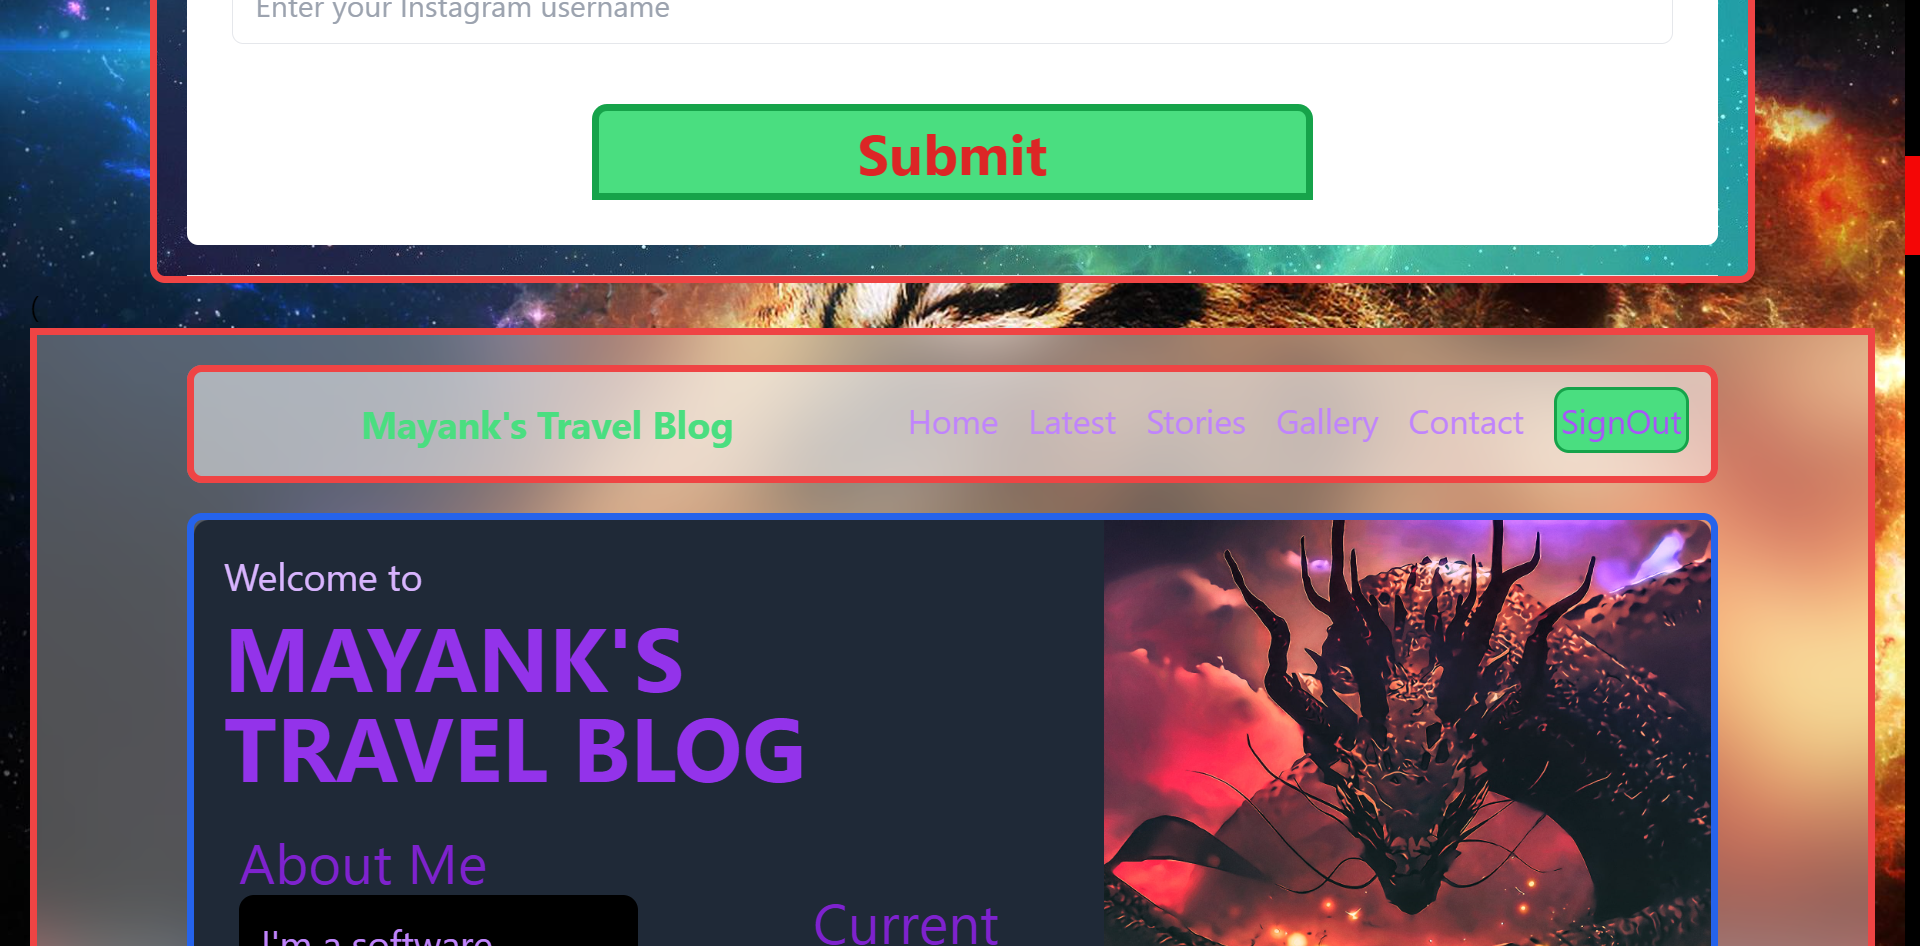 Enter your Instagram username
Submit
(
Mayank's Travel Blog Home Latest Stories Gallery Contact SignOut
Welcome to
MAYANK'S
TRAVEL BLOG
About Me
I'm a software
Current